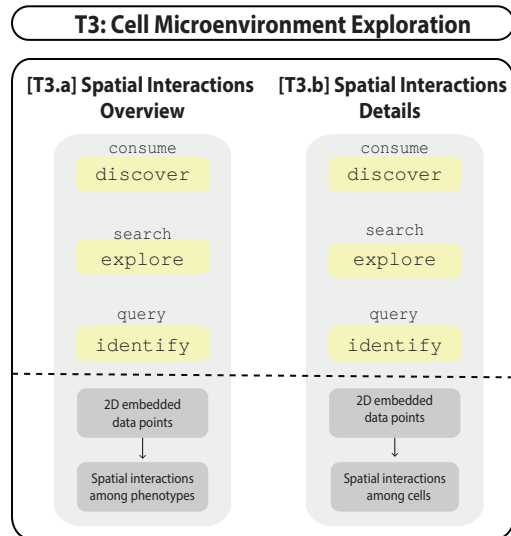 T3: Cell Microenvironment Exploration
[T3.a] Spatial Interactions
Overview
consume
discover
search
explore
query
identify
2D embedded
data points
Spatial interactions
among phenotypes
[T3.b] Spatial Interactions
Details
consume
discover
search
explore
query
identify
2D embedded
data points
Spatial interactions
among cells